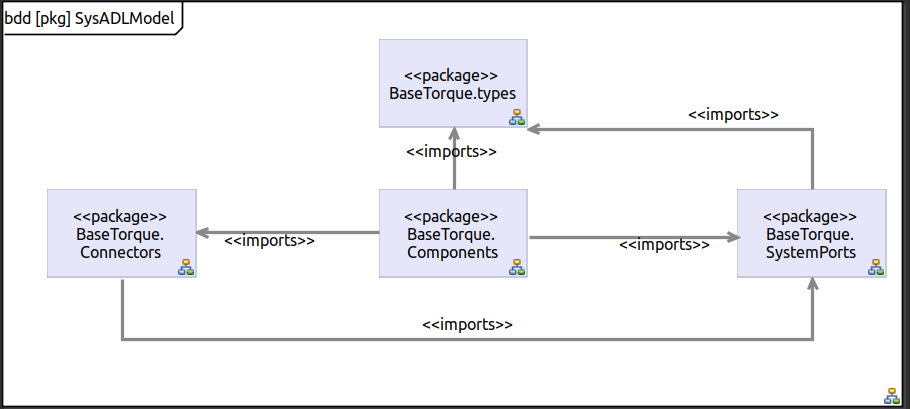 bdd [pkg] SysADLModel
<<package>>
BaseTorque.types
<<imports>>
<<imports>>
<<package>>
BaseTorque.
Connectors
<<imports>>
<<package>>
BaseTorque.
Components
<<imports>>
<<package>>
BaseTorque.
SystemPorts
<<imports>>